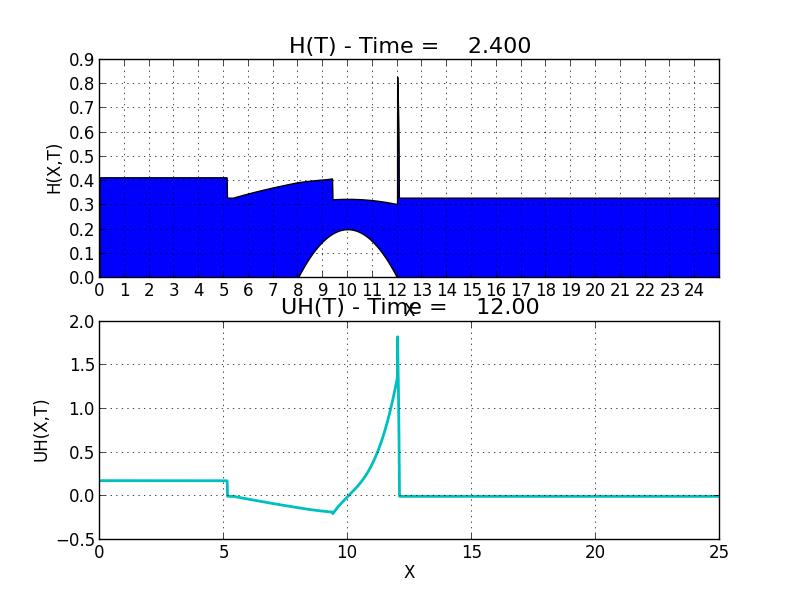 H(T) - Time =    2.400
H(X,T)
0.9
0.8
0.7
0.6
0.5
0.4
0.3
0.2
0.1
0.0
0 1 2 3 4 5 6 7 8 9 10 11 12 13 14 15 16 17 18 19 20 21 22 23 24
X
UH(T) - Time =    12.00
UH(X,T)
2.0
1.5
1.0
0.5
0.0
−0.5
0 5 10 15 20 25
X